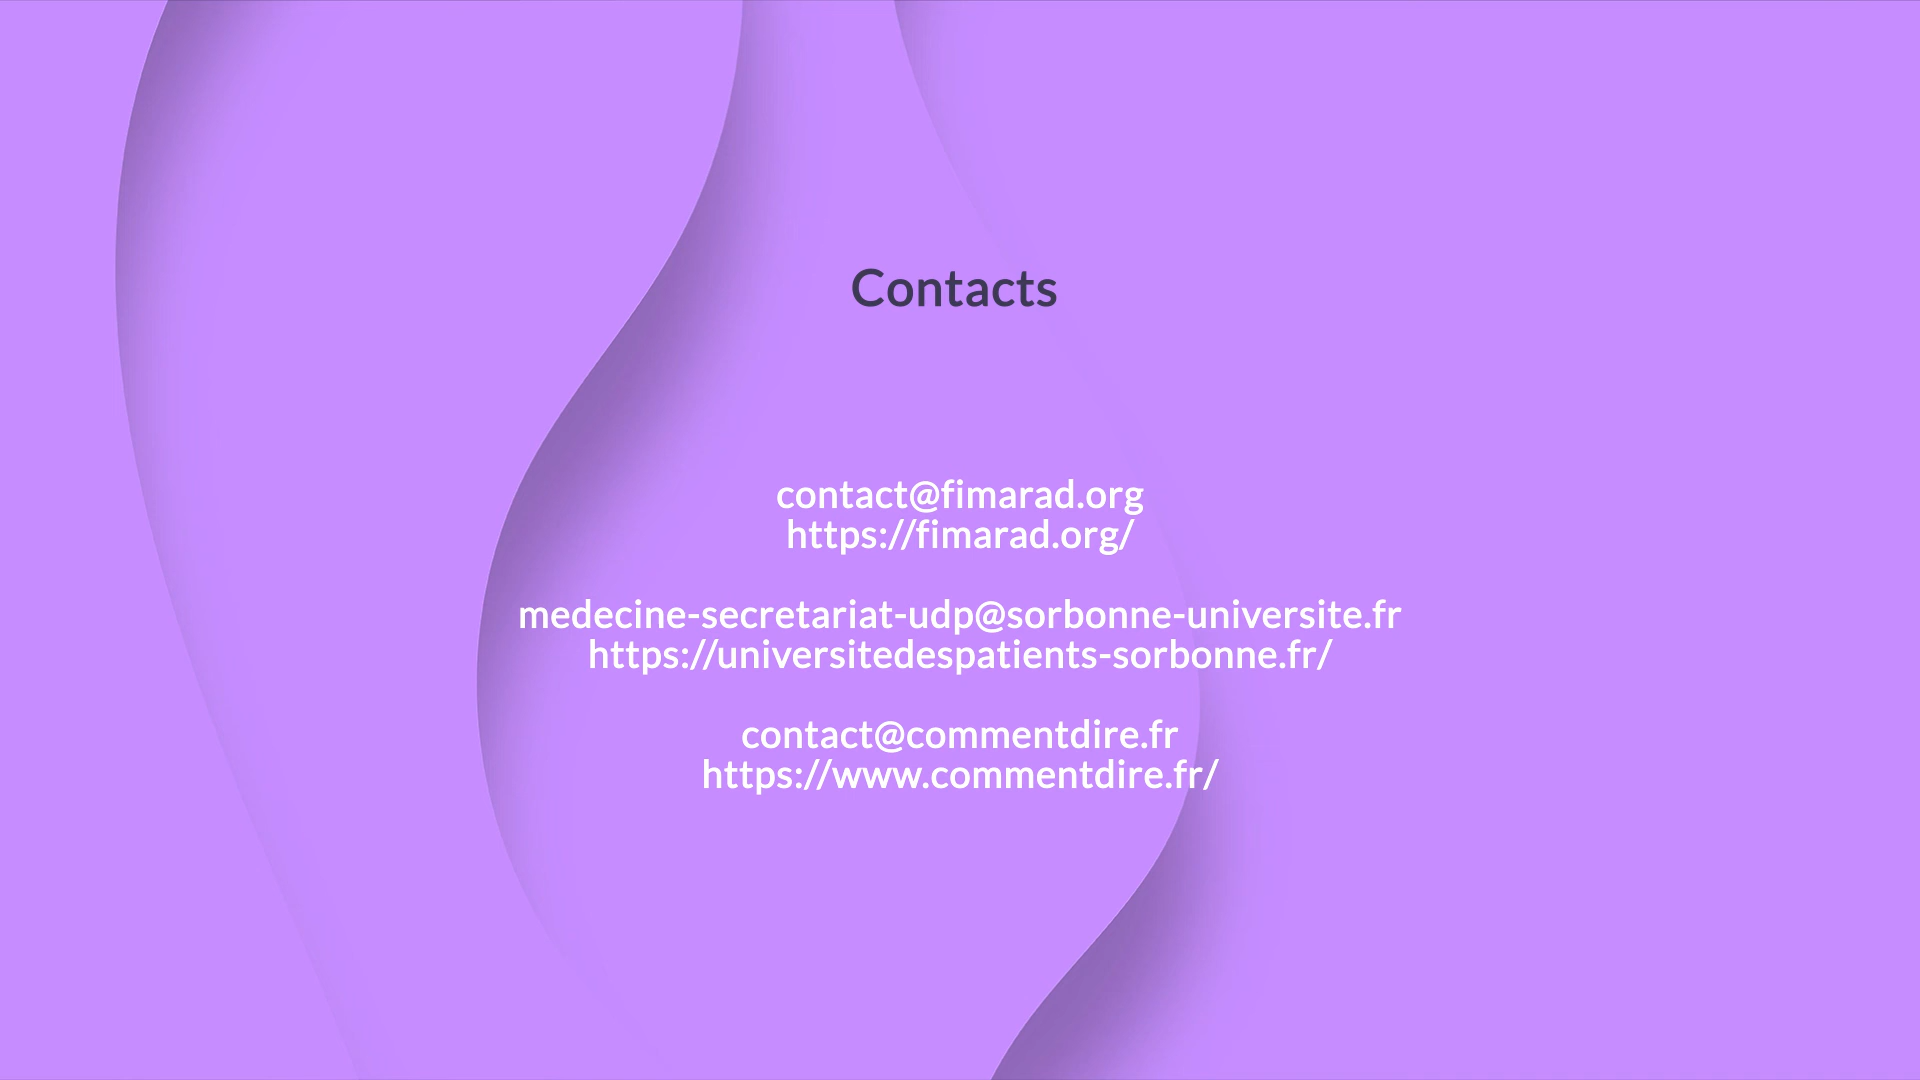 Contacts
contact@fimarad.org
https://fimarad.org/
medecine-secretariat-udp@sorbonne-universite.fr
https://universitedespatients-sorbonne.fr/
contact@commentdire.fr
https://www.commentdire.fr/